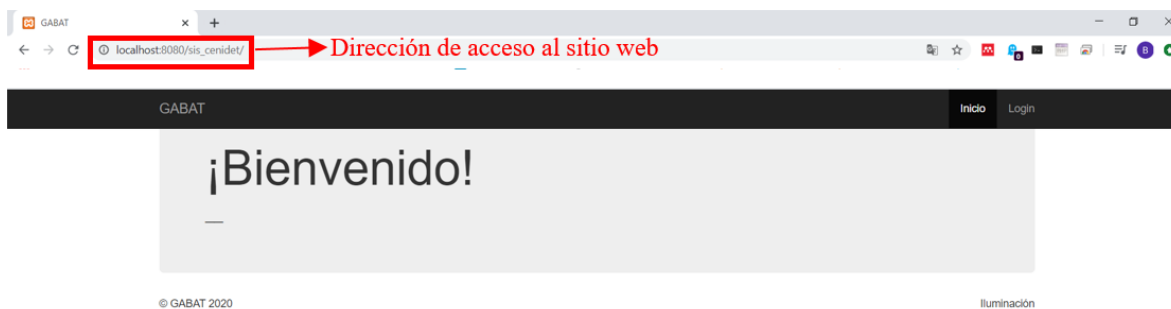 GABAT
localhost:8080/sis_cenidet/
Dirección de acceso al sitio web
B
GABAT
Inicio Login
¡Bienvenido!
© GABAT 2020 Iluminación